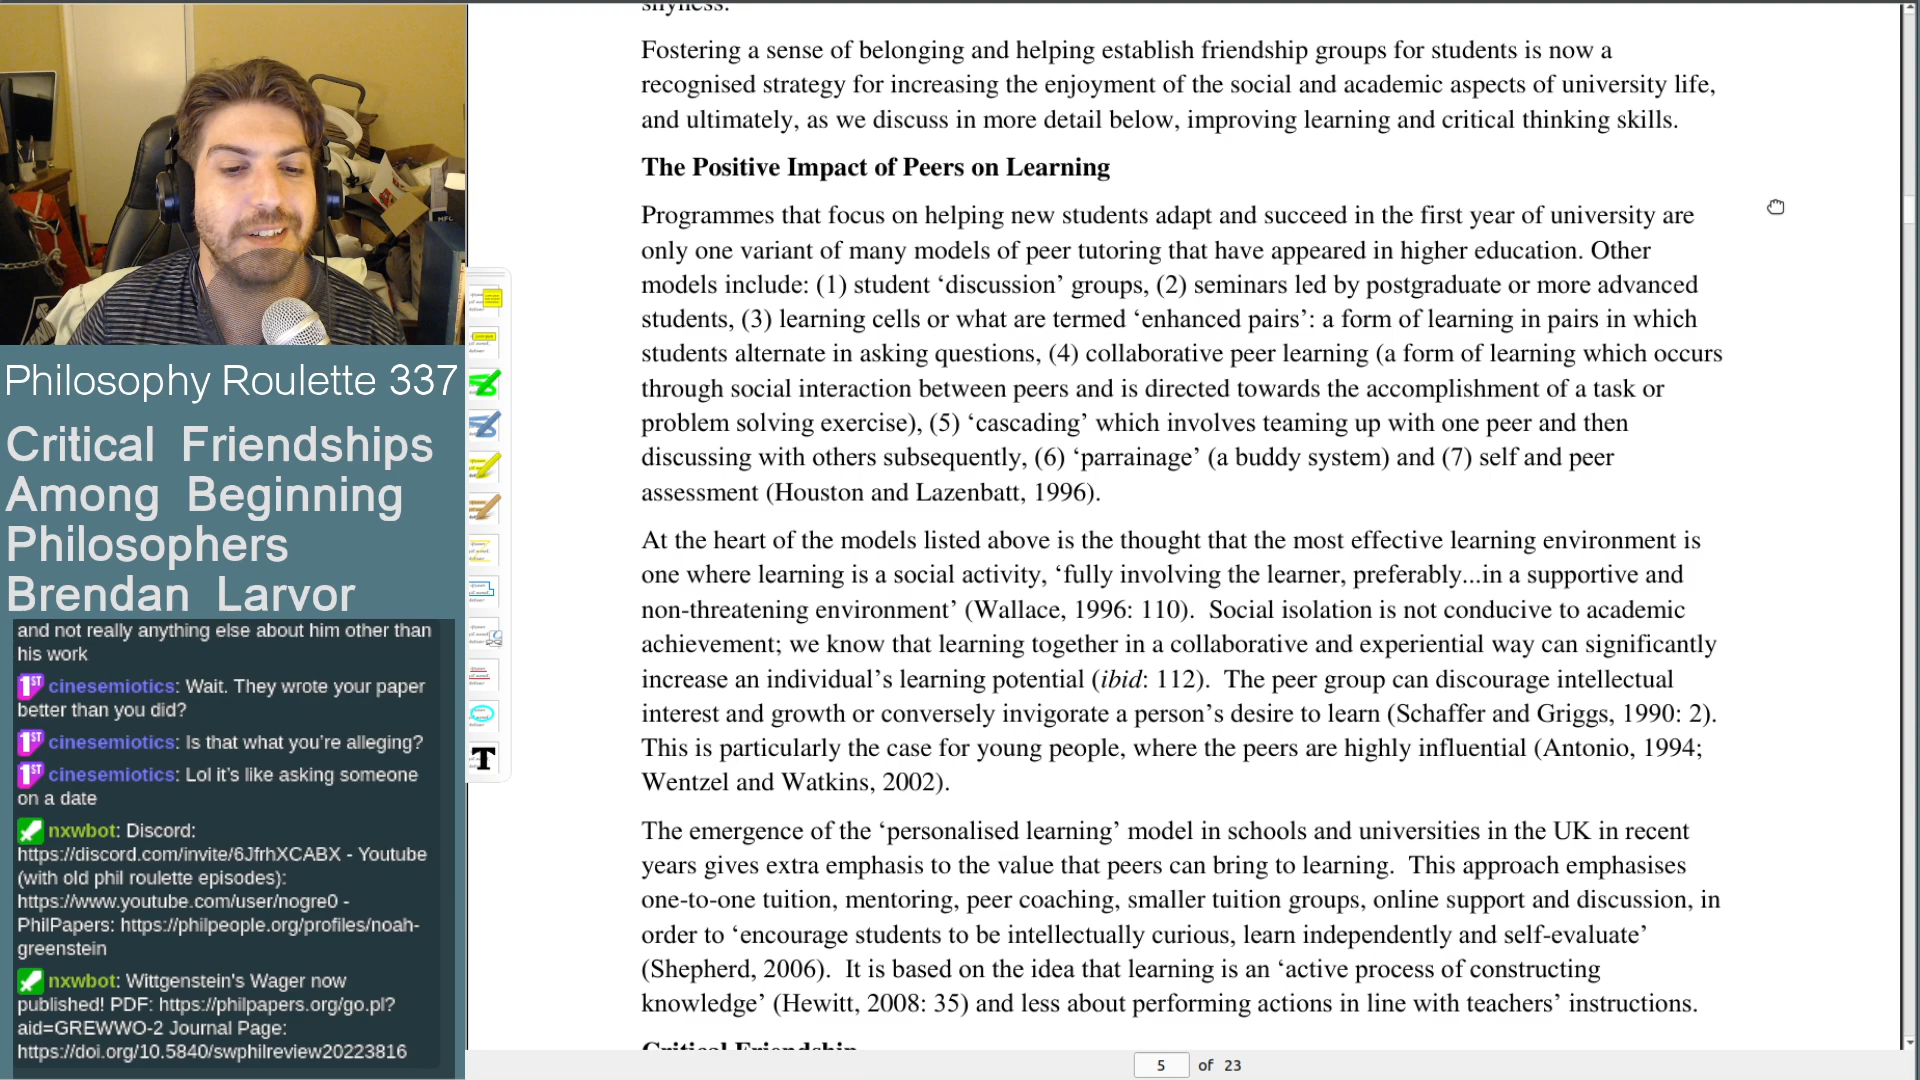 Philosophy Roulette 337
Critical Friendships
Among Beginning
Philosophers
Brendan Larvor
and not really anything else about him other than
his work
cinesemiotics: Wait. They wrote your paper
better than you did?
cinesemiotics: Is that what you're alleging?
cinesemiotics: Lol it's like asking someone
on a date
nxwbot: Discord:
https://discord.com/invite/6JfrhXCABX - Youtube
(with old phil roulette episodes):
https://www.youtube.com/user/nogre0 -
PhilPapers: https://philpeople.org/profiles/noah-
greenstein
nxwbot: Wittgenstein's Wager now
published! PDF: https://philpapers.org/go.pl?
aid=GREWWO-2 Journal Page:
https://doi.org/10.5840/swphilreview20223816
shyness.
Fostering a sense of belonging and helping establish friendship groups for students is now a
recognised strategy for increasing the enjoyment of the social and academic aspects of university life,
and ultimately, as we discuss in more detail below, improving learning and critical thinking skills.
The Positive Impact of Peers on Learning
Programmes that focus on helping new students adapt and succeed in the first year of university are
only one variant of many models of peer tutoring that have appeared in higher education. Other
models include: (1) student ‘discussion’ groups, (2) seminars led by postgraduate or more advanced
students, (3) learning cells or what are termed ‘enhanced pairs’: a form of learning in pairs in which
students alternate in asking questions, (4) collaborative peer learning (a form of learning which occurs
through social interaction between peers and is directed towards the accomplishment of a task or
problem solving exercise), (5) ‘cascading’ which involves teaming up with one peer and then
discussing with others subsequently, (6) ‘parrainage’ (a buddy system) and (7) self and peer
assessment (Houston and Lazenbatt, 1996).
At the heart of the models listed above is the thought that the most effective learning environment is
one where learning is a social activity, ‘fully involving the learner, preferably...in a supportive and
non-threatening environment’ (Wallace, 1996: 110). Social isolation is not conducive to academic
achievement; we know that learning together in a collaborative and experiential way can significantly
increase an individual’s learning potential (ibid: 112). The peer group can discourage intellectual
interest and growth or conversely invigorate a person’s desire to learn (Schaffer and Griggs, 1990: 2).
This is particularly the case for young people, where the peers are highly influential (Antonio, 1994;
Wentzel and Watkins, 2002).
The emergence of the ‘personalised learning’ model in schools and universities in the UK in recent
years gives extra emphasis to the value that peers can bring to learning. This approach emphasises
one-to-one tuition, mentoring, peer coaching, smaller tuition groups, online support and discussion, in
order to ‘encourage students to be intellectually curious, learn independently and self-evaluate’
(Shepherd, 2006). It is based on the idea that learning is an ‘active process of constructing
knowledge’ (Hewitt, 2008: 35) and less about performing actions in line with teachers’ instructions.
Critical Friendship
5 of 23